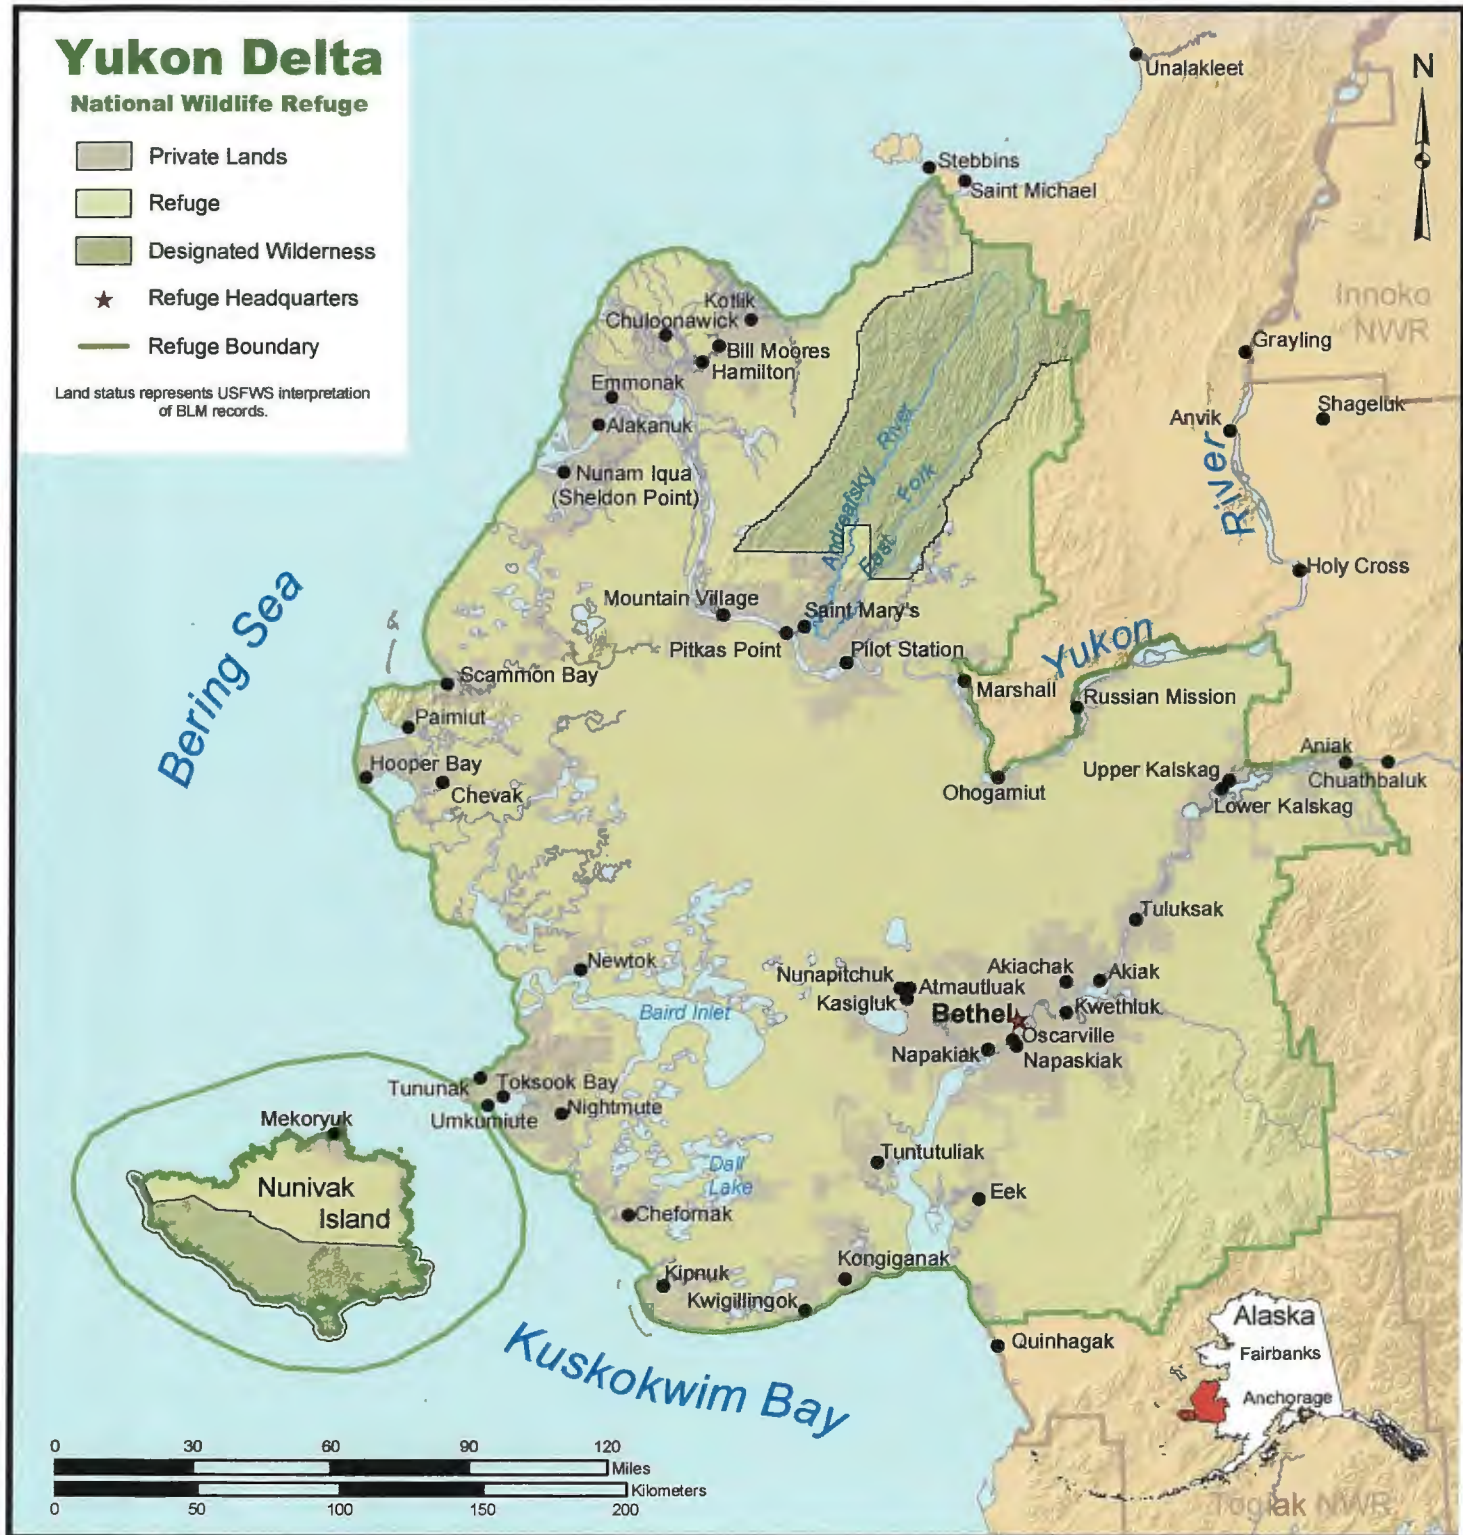 Yukon Delta
National Wildlife Refuge
Private Lands
Refuge
Designated Wilderness
Refuge Headquarters
Refuge Boundary
Land status represents USFWS interpretation
of BLM records.
N
Unalakleet
Stebbins
Saint Michael
Innoko
NWR
Kotlik
Chuloonawick
Bill Moores
Hamilton
Emmonak
Alakanuk
Nunam Iqua
(Sheldon Point)
Grayling
Shageluk
Anvik
River
Holy Cross
Andreafsky River
East Fork
Bering Sea
Mountain Village
Saint Mary's
Pitkas Point
Pilot Station
Yukon
Marshall
Russian Mission
Scammon Bay
Paimiut
Hooper Bay
Chevak
Ohogamiut
Upper Kalskag
Lower Kalskag
Aniak
Chuathbaluk
Tuluksak
Newtok
Baird Inlet
Nunapitchuk
Atmautluak
Kasigluk
Akiachak
Akiak
Bethel
Kwethluk
Oscarville
Napakiak
Napaskiak
Tununak
Toksook Bay
Umkumiute
Nightmute
Mekoryuk
Nunivak
Island
Dall
Lake
Tuntutuliak
Eek
Chefornak
Kipnuk
Kongiganak
Kwigillingok
Quinhagak
Kuskokwim Bay
Alaska
Fairbanks
Anchorage
Togiak NWR
0 30 60 90 120
Miles
Kilometers
0 50 100 150 200